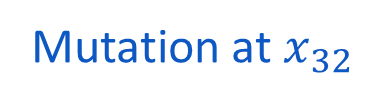 Mutation at x₃₂